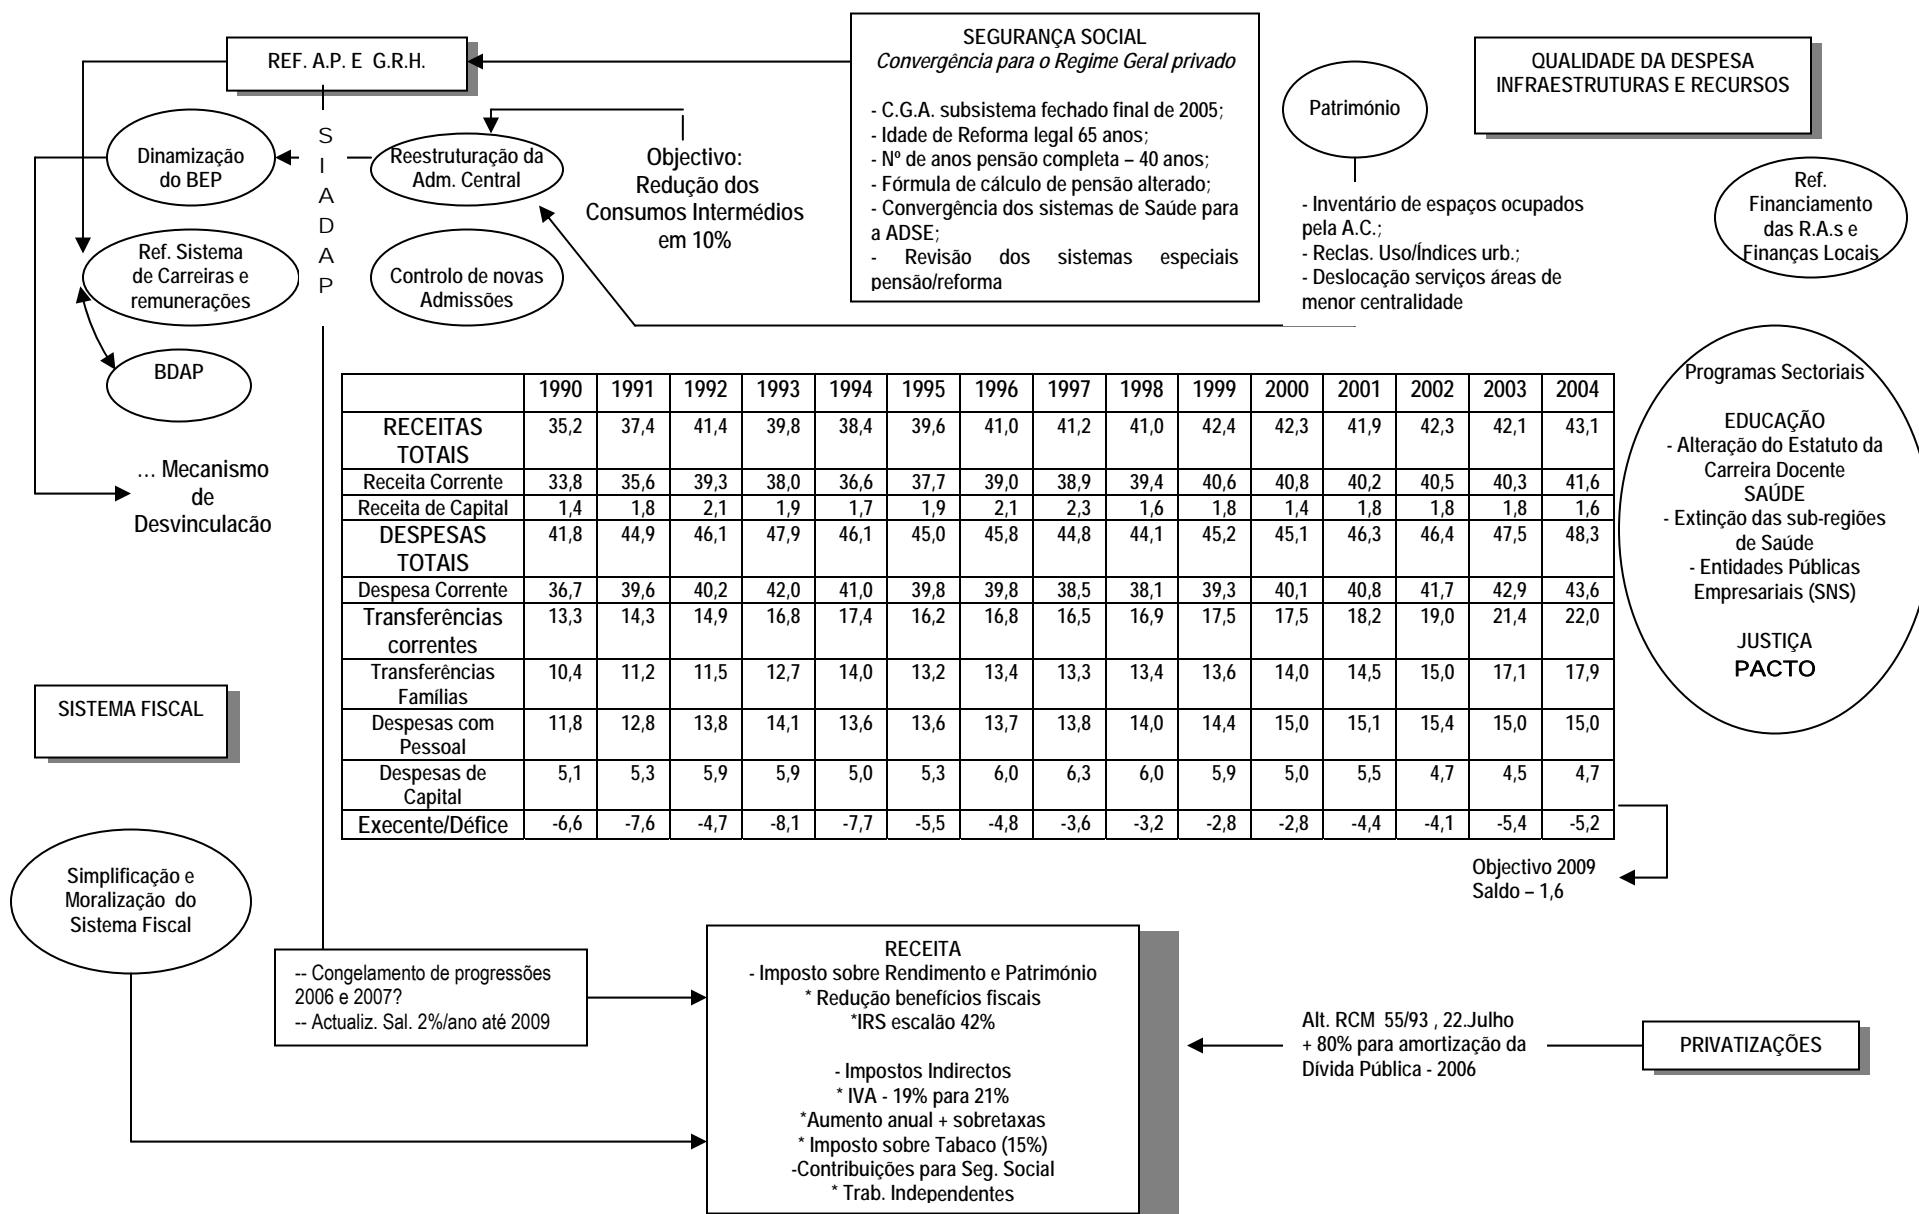 REF. A.P. E G.R.H.
SEGURANÇA SOCIAL
Convergência para o Regime Geral privado
- C.G.A. subsistema fechado final de 2005;
- Idade de Reforma legal 65 anos;
- Nº de anos pensão completa – 40 anos;
- Fórmula de cálculo de pensão alterado;
- Convergência dos sistemas de Saúde para
a ADSE;
- Revisão dos sistemas especiais
pensão/reforma
QUALIDADE DA DESPESA
INFRAESTRUTURAS E RECURSOS
Património
- Inventário de espaços ocupados
pela A.C.;
- Reclas. Uso/Índices urb.;
- Deslocação serviços áreas de
menor centralidade
Ref.
Financiamento
das R.A.s e
Finanças Locais
S
I
A
D
A
P
Dinamização
do BEP
Reestruturação da
Adm. Central
Objectivo:
Redução dos
Consumos Intermédios
em 10%
Ref. Sistema
de Carreiras e
remunerações
Controlo de novas
Admissões
BDAP
... Mecanismo
de
Desvinculacão
1990 1991 1992 1993 1994 1995 1996 1997 1998 1999 2000 2001 2002 2003 2004
RECEITAS
TOTAIS
35,2 37,4 41,4 39,8 38,4 39,6 41,0 41,2 41,0 42,4 42,3 41,9 42,3 42,1 43,1
Receita Corrente 33,8 35,6 39,3 38,0 36,6 37,7 39,0 38,9 39,4 40,6 40,8 40,2 40,5 40,3 41,6
Receita de Capital 1,4 1,8 2,1 1,9 1,7 1,9 2,1 2,3 1,6 1,8 1,4 1,8 1,8 1,8 1,6
DESPESAS
TOTAIS
41,8 44,9 46,1 47,9 46,1 45,0 45,8 44,8 44,1 45,2 45,1 46,3 46,4 47,5 48,3
Despesa Corrente 36,7 39,6 40,2 42,0 41,0 39,8 39,8 38,5 38,1 39,3 40,1 40,8 41,7 42,9 43,6
Transferências
correntes
13,3 14,3 14,9 16,8 17,4 16,2 16,8 16,5 16,9 17,5 17,5 18,2 19,0 21,4 22,0
Transferências
Famílias
10,4 11,2 11,5 12,7 14,0 13,2 13,4 13,3 13,4 13,6 14,0 14,5 15,0 17,1 17,9
Despesas com
Pessoal
11,8 12,8 13,8 14,1 13,6 13,6 13,7 13,8 14,0 14,4 15,0 15,1 15,4 15,0 15,0
Despesas de
Capital
5,1 5,3 5,9 5,9 5,0 5,3 6,0 6,3 6,0 5,9 5,0 5,5 4,7 4,5 4,7
Execente/Défice -6,6 -7,6 -4,7 -8,1 -7,7 -5,5 -4,8 -3,6 -3,2 -2,8 -2,8 -4,4 -4,1 -5,4 -5,2
Programas Sectoriais
EDUCAÇÃO
- Alteração do Estatuto da
Carreira Docente
SAÚDE
- Extinção das sub-regiões
de Saúde
- Entidades Públicas
Empresariais (SNS)
JUSTIÇA
PACTO
SISTEMA FISCAL
Objectivo 2009
Saldo – 1,6
Simplificação e
Moralização do
Sistema Fiscal
-- Congelamento de progressões
2006 e 2007?
-- Actualiz. Sal. 2%/ano até 2009
RECEITA
- Imposto sobre Rendimento e Património
* Redução benefícios fiscais
*IRS escalão 42%
- Impostos Indirectos
* IVA - 19% para 21%
*Aumento anual + sobretaxas
* Imposto sobre Tabaco (15%)
-Contribuições para Seg. Social
* Trab. Independentes
Alt. RCM 55/93 , 22.Julho
+ 80% para amortização da
Dívida Pública - 2006
PRIVATIZAÇÕES